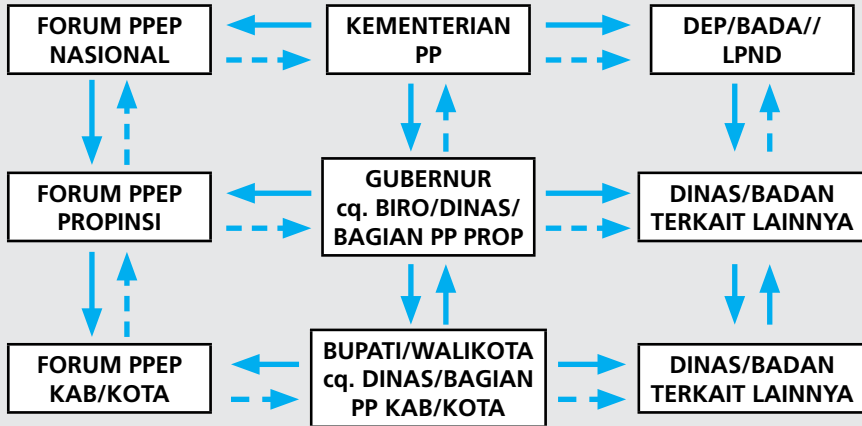 FORUM PPEP
NASIONAL
KEMENTERIAN
PP
DEP/BADA//
LPND
FORUM PPEP
PROPINSI
GUBERNUR
cq. BIRO/DINAS/
BAGIAN PP PROP
DINAS/BADAN
TERKAIT LAINNYA
FORUM PPEP
KAB/KOTA
BUPATI/WALIKOTA
cq. DINAS/BAGIAN
PP KAB/KOTA
DINAS/BADAN
TERKAIT LAINNYA